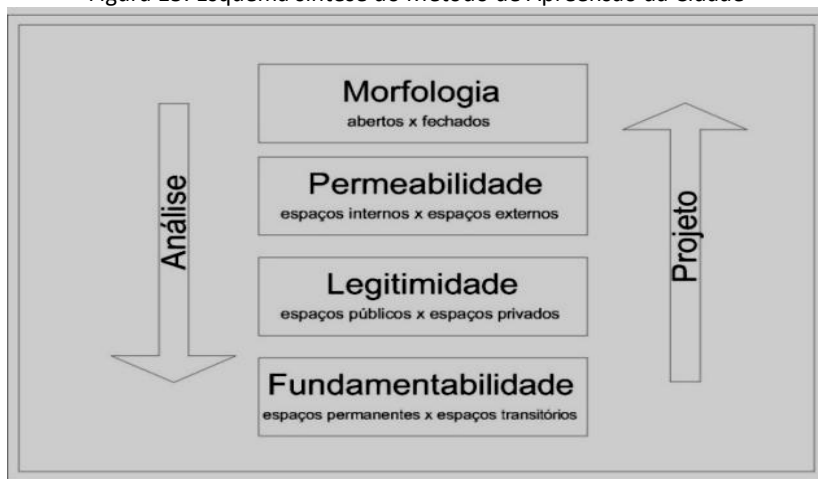 Morfologia
abertos x fechados
Permeabilidade
espaços internos x espaços externos
Legitimidade
espaços públicos x espaços privados
Fundamentabilidade
espaços permanentes x espaços transitórios
Análise
Projeto